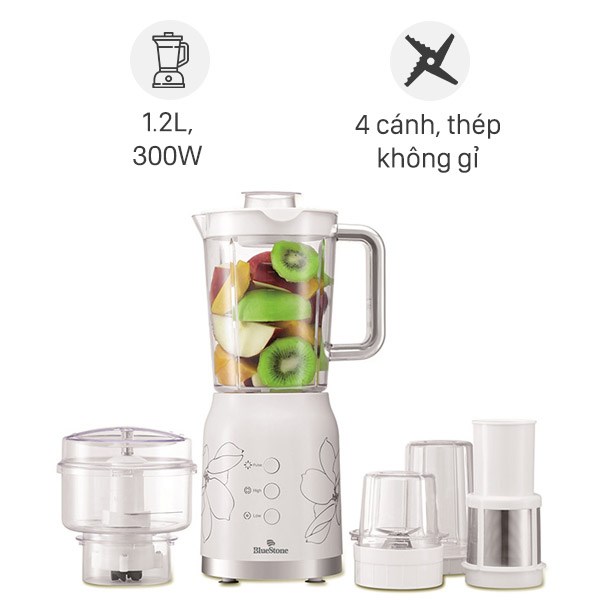 1.2L,
300W
4 cánh, thép
không gỉ
Pulse
High
Low
BlueStone